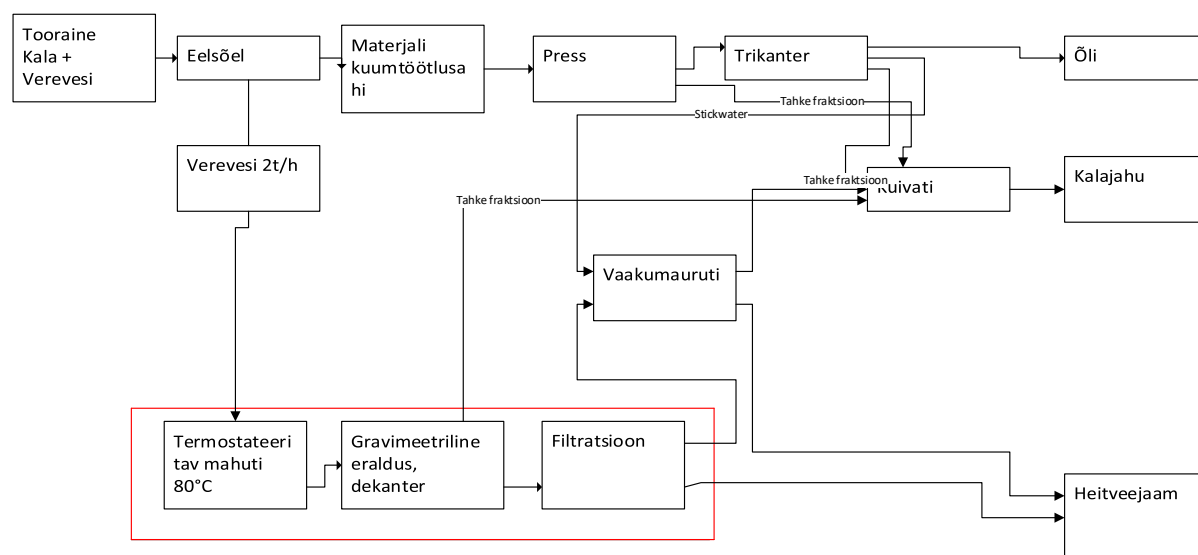 Tooraine
Kala +
Verevesi
Eelsõel
Materjali
kuumtöötlusa
hi
Press
Trikanter
Õli
Tahke fraktsioon
Stickwater
Verevesi 2t/h
Tahke fraktsioon
Kuivati
Kalajahu
Tahke fraktsioon
Vaakumauruti
Termostateeri
tav mahuti
80°C
Gravimeetriline
eraldus,
dekanter
Filtratsioon
Heitveejaam